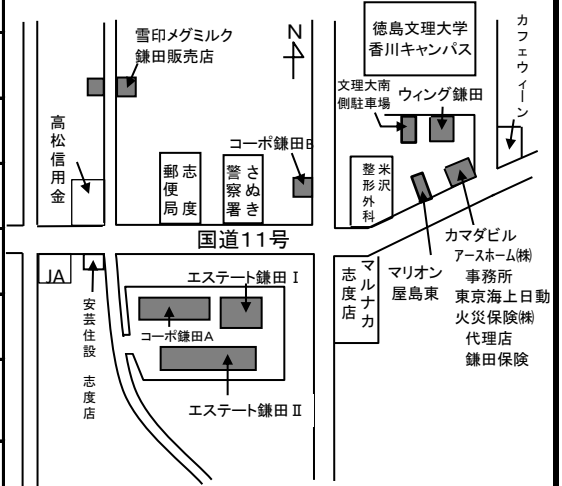 雪印メグミルク
鎌田販売店
N
徳島文理大学
香川キャンパス
カフェウィーン
文理大南
側駐車場
ウィング鎌田
高松信用金
コーポ鎌田B
志度
郵便局
さぬき
警察署
米沢
整形外科
国道11号
カマダビル
アースホーム㈱
事務所
東京海上日動
火災保険㈱
代理店
鎌田保険
マリオン
屋島東
マルナカ
志度店
JA
安芸住設 志度店
エステート鎌田Ⅰ
コーポ鎌田A
エステート鎌田Ⅱ